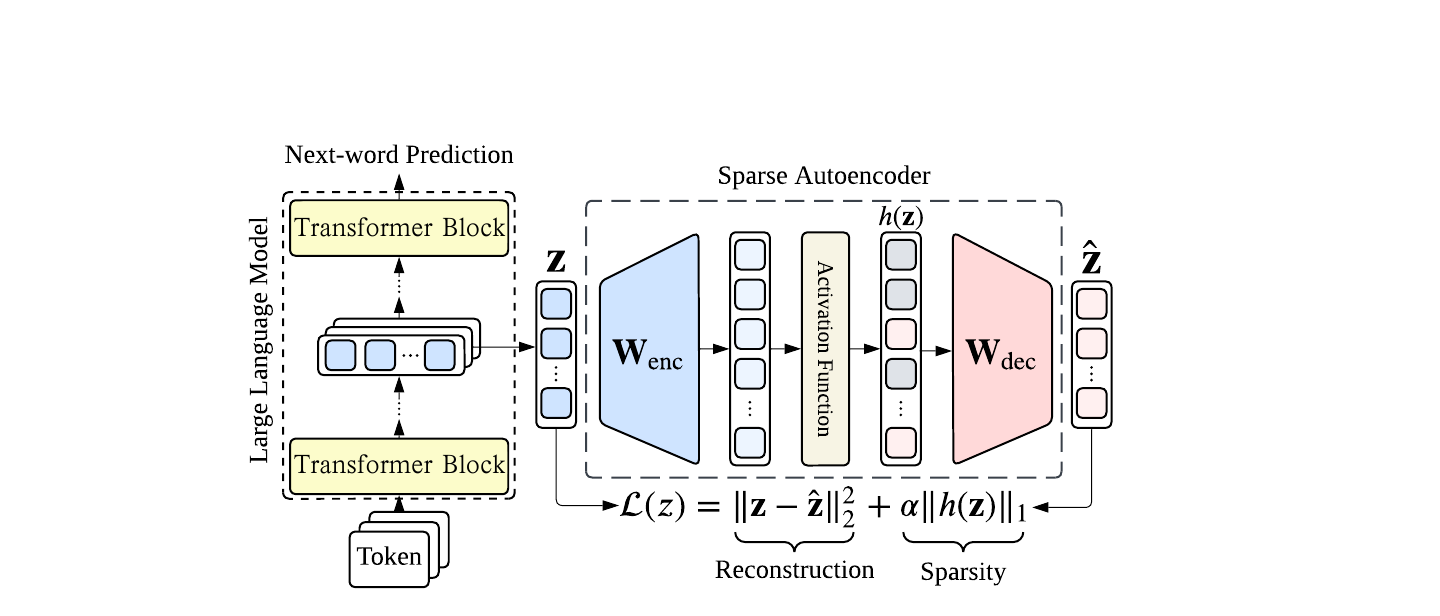 Next-word Prediction
Large Language Model
Transformer Block
...
Transformer Block
Token
Sparse Autoencoder
z
W_enc
Activation Function
h(z)
W_dec
ẑ
ℒ(z) = ‖z − ẑ‖₂² + α‖h(z)‖₁
Reconstruction
Sparsity